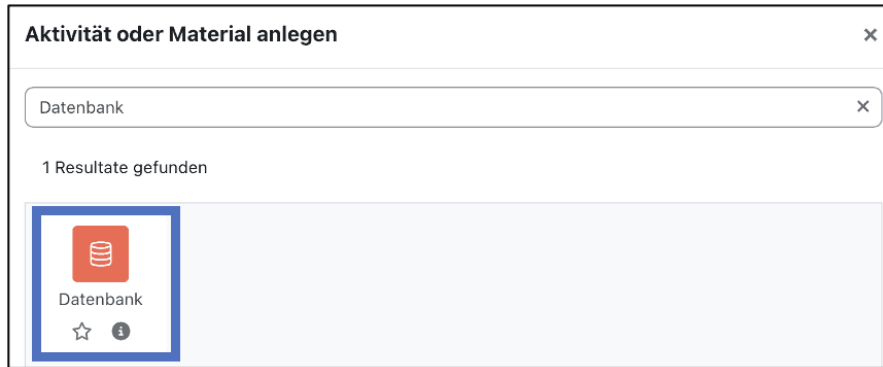 Aktivität oder Material anlegen
Datenbank
1 Resultate gefunden
Datenbank